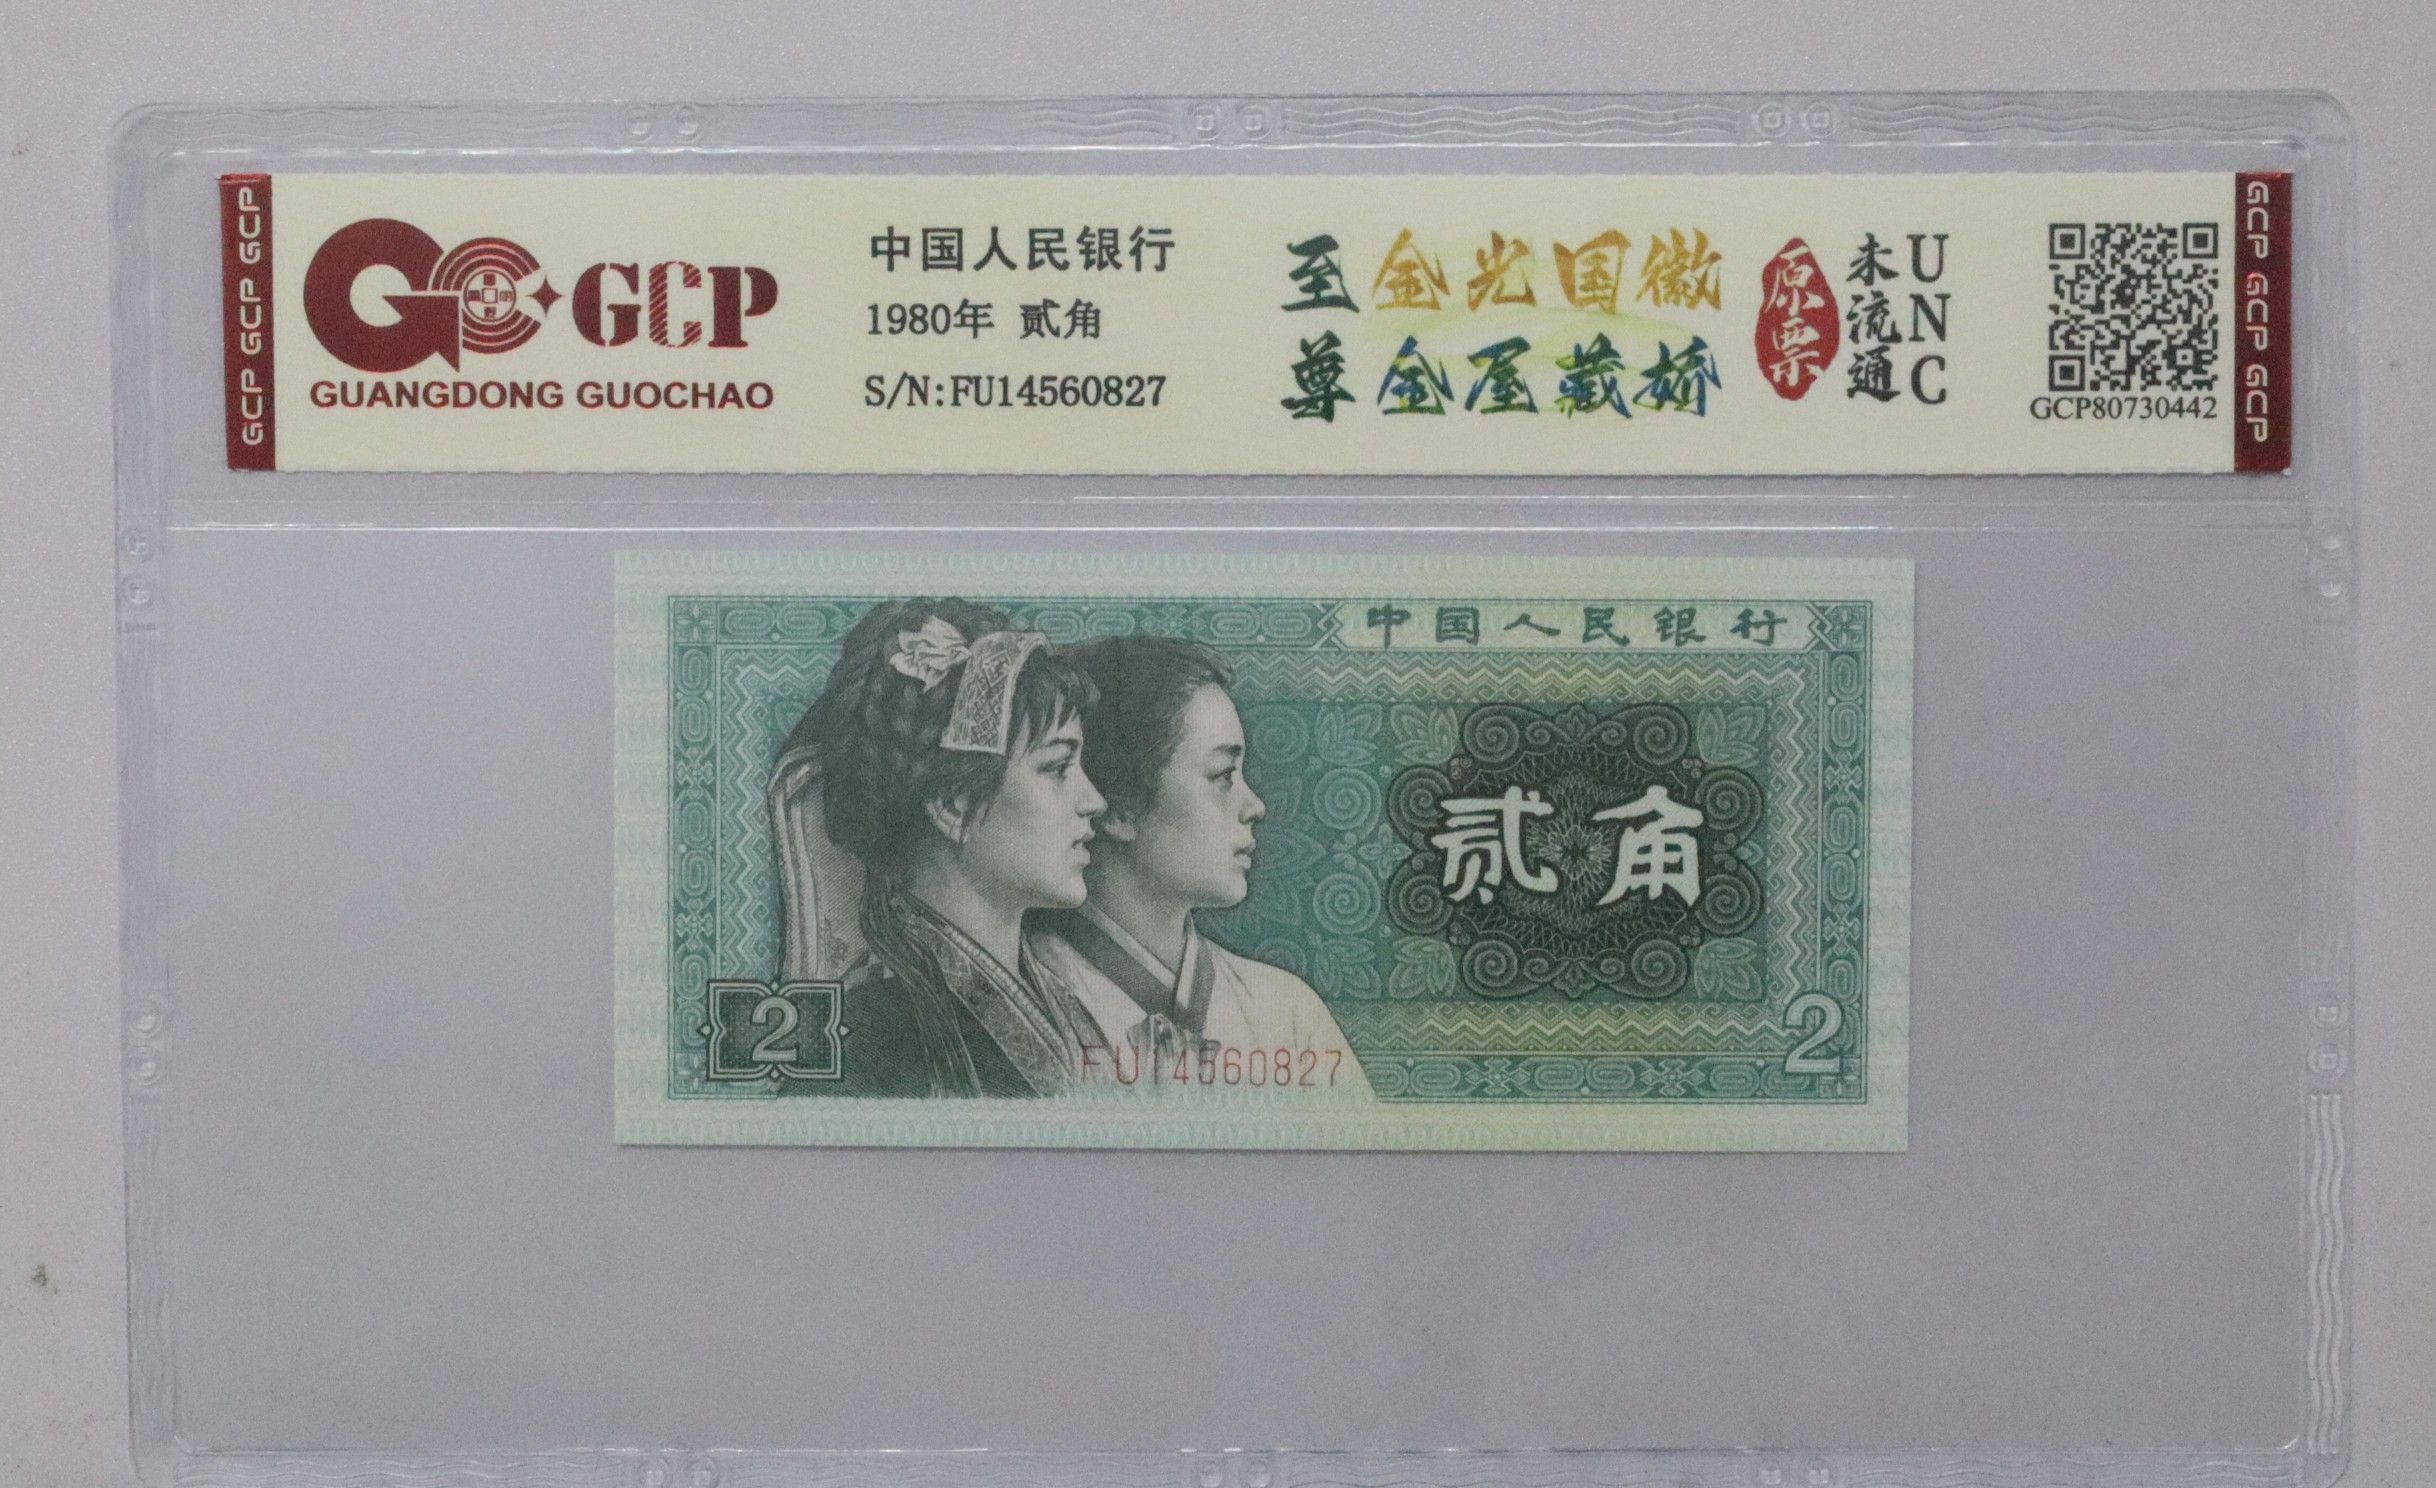 GCP GCP GCP
GCP
GUANGDONG GUOCHAO
中国人民银行
1980年 贰角
S/N:FU14560827
至尊
金光国徽
金屋藏娇
原票
未流通
UNC
GCP80730442
GCP GCP GCP
中国人民银行
贰角
2
FU14560827
2